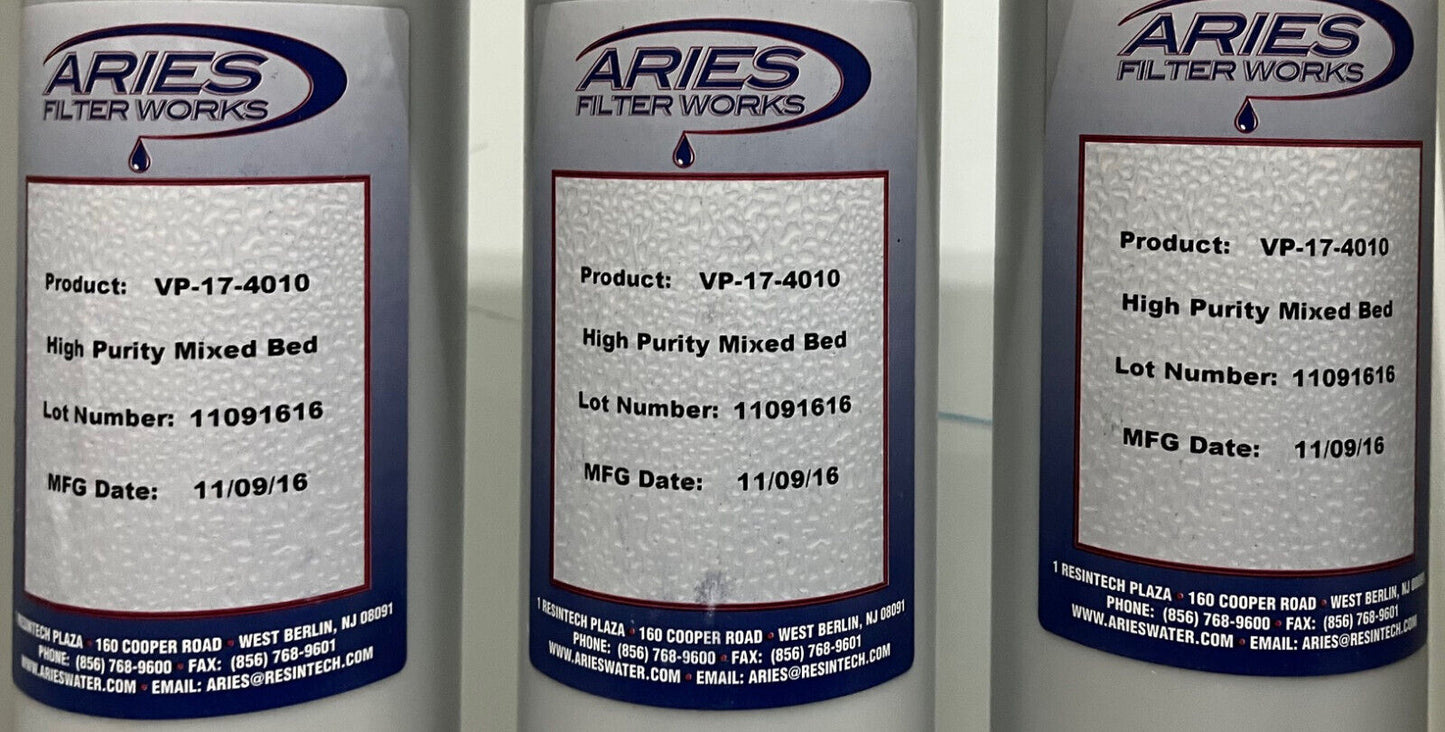 ARIES
FILTER WORKS
Product: VP-17-4010
High Purity Mixed Bed
Lot Number: 11091616
MFG Date: 11/09/16
PLAZA • 160 COOPER ROAD • WEST BERLIN, NJ 08091
PHONE: (856) 768-9600 • FAX: (856) 768-9601
WWW.ARIESWATER.COM • EMAIL: ARIES@RESINTECH.COM
ARIES
FILTER WORKS
Product: VP-17-4010
High Purity Mixed Bed
Lot Number: 11091616
MFG Date: 11/09/16
1 RESINTECH PLAZA • 160 COOPER ROAD • WEST BERLIN, NJ 08091
PHONE: (856) 768-9600 • FAX: (856) 768-9601
WWW.ARIESWATER.COM • EMAIL: ARIES@RESINTECH.COM
ARIES
FILTER WORKS
Product: VP-17-4010
High Purity Mixed Bed
Lot Number: 11091616
MFG Date: 11/09/16
1 RESINTECH PLAZA • 160 COOPER ROAD • WEST BERLIN, NJ
PHONE: (856) 768-9600 • FAX: (856) 768-9601
WWW.ARIESWATER.COM • EMAIL: ARIES@RESINTECH.COM